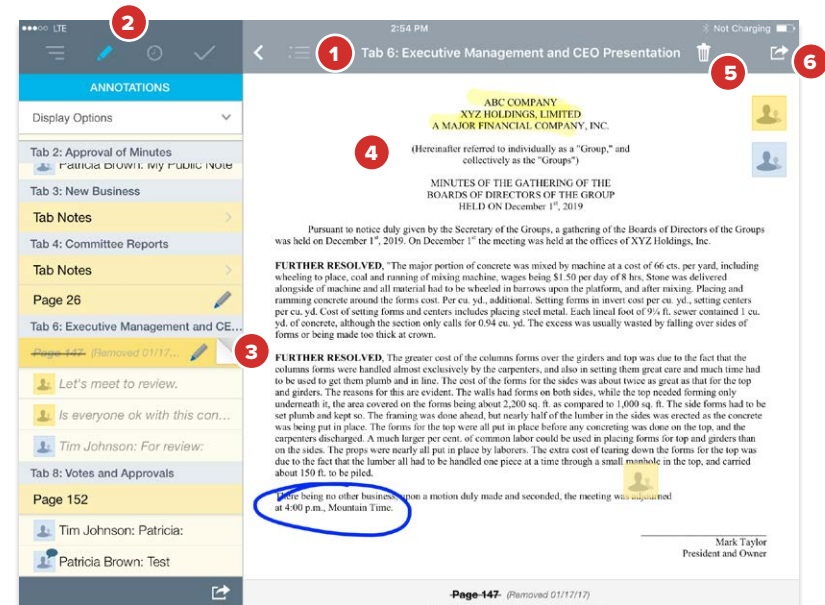 LTE
2:54 PM
Not Charging
2
1
Tab 6: Executive Management and CEO Presentation
5
6
ANNOTATIONS
Display Options
Tab 2: Approval of Minutes
Patricia Brown: My Public Note
Tab 3: New Business
Tab Notes
Tab 4: Committee Reports
Tab Notes
Page 26
Tab 6: Executive Management and CE...
Page 147 (Removed 01/17...
3
Let's meet to review.
Is everyone ok with this con...
Tim Johnson: For review:
Tab 8: Votes and Approvals
Page 152
Tim Johnson: Patricia:
Patricia Brown: Test
ABC COMPANY
XYZ HOLDINGS, LIMITED
A MAJOR FINANCIAL COMPANY, INC.
4
(Hereinafter referred to individually as a "Group," and
collectively as the "Groups")
MINUTES OF THE GATHERING OF THE
BOARDS OF DIRECTORS OF THE GROUP
HELD ON December 1st, 2019
Pursuant to notice duly given by the Secretary of the Groups, a gathering of the Boards of Directors of the Groups
was held on December 1st, 2019. On December 1st the meeting was held at the offices of XYZ Holdings, Inc.
FURTHER RESOLVED, "The major portion of concrete was mixed by machine at a cost of 66 cts. per yard, including
wheeling to place, coal and running of mixing machine, wages being $1.50 per day of 8 hrs, Stone was delivered
alongside of machine and all material had to be wheeled in barrows upon the platform, and after mixing. Placing and
ramming concrete around the forms cost. Per cu. yd., additional. Setting forms in invert cost per cu. yd., setting centers
per cu. yd. Cost of setting forms and centers includes placing steel metal. Each lineal foot of 9¼ ft. sewer contained 1 cu.
yd. of concrete, although the section only calls for 0.94 cu. yd. The excess was usually wasted by falling over sides of
forms or being made too thick at crown.
FURTHER RESOLVED, The greater cost of the columns forms over the girders and top was due to the fact that the
columns forms were handled almost exclusively by the carpenters, and also in setting them great care and much time had
to be used to get them plumb and in line. The cost of the forms for the sides was about twice as great as that for the top
and girders. The reasons for this are evident. The walls had forms on both sides, while the top needed forming only
underneath it, the area covered on the forms being about 2,200 sq. ft. as compared to 1,000 sq. ft. The side forms had to be
set plumb and kept so. The framing was done ahead, but nearly half of the lumber in the sides was erected as the concrete
was being put in place. The forms for the top were all put in place before any concreting was done on the top, and the
carpenters discharged. A much larger per cent. of common labor could be used in placing forms for top and girders than
on the sides. The props were nearly all put in place by laborers. The extra cost of tearing down the forms for the top was
due to the fact that the lumber all had to be handled one piece at a time through a small manhole in the top, and carried
about 150 ft. to be piled.
There being no other business, upon a motion duly made and seconded, the meeting was adjourned
at 4:00 p.m., Mountain Time.
Mark Taylor
President and Owner
Page 147 (Removed 01/17/17)